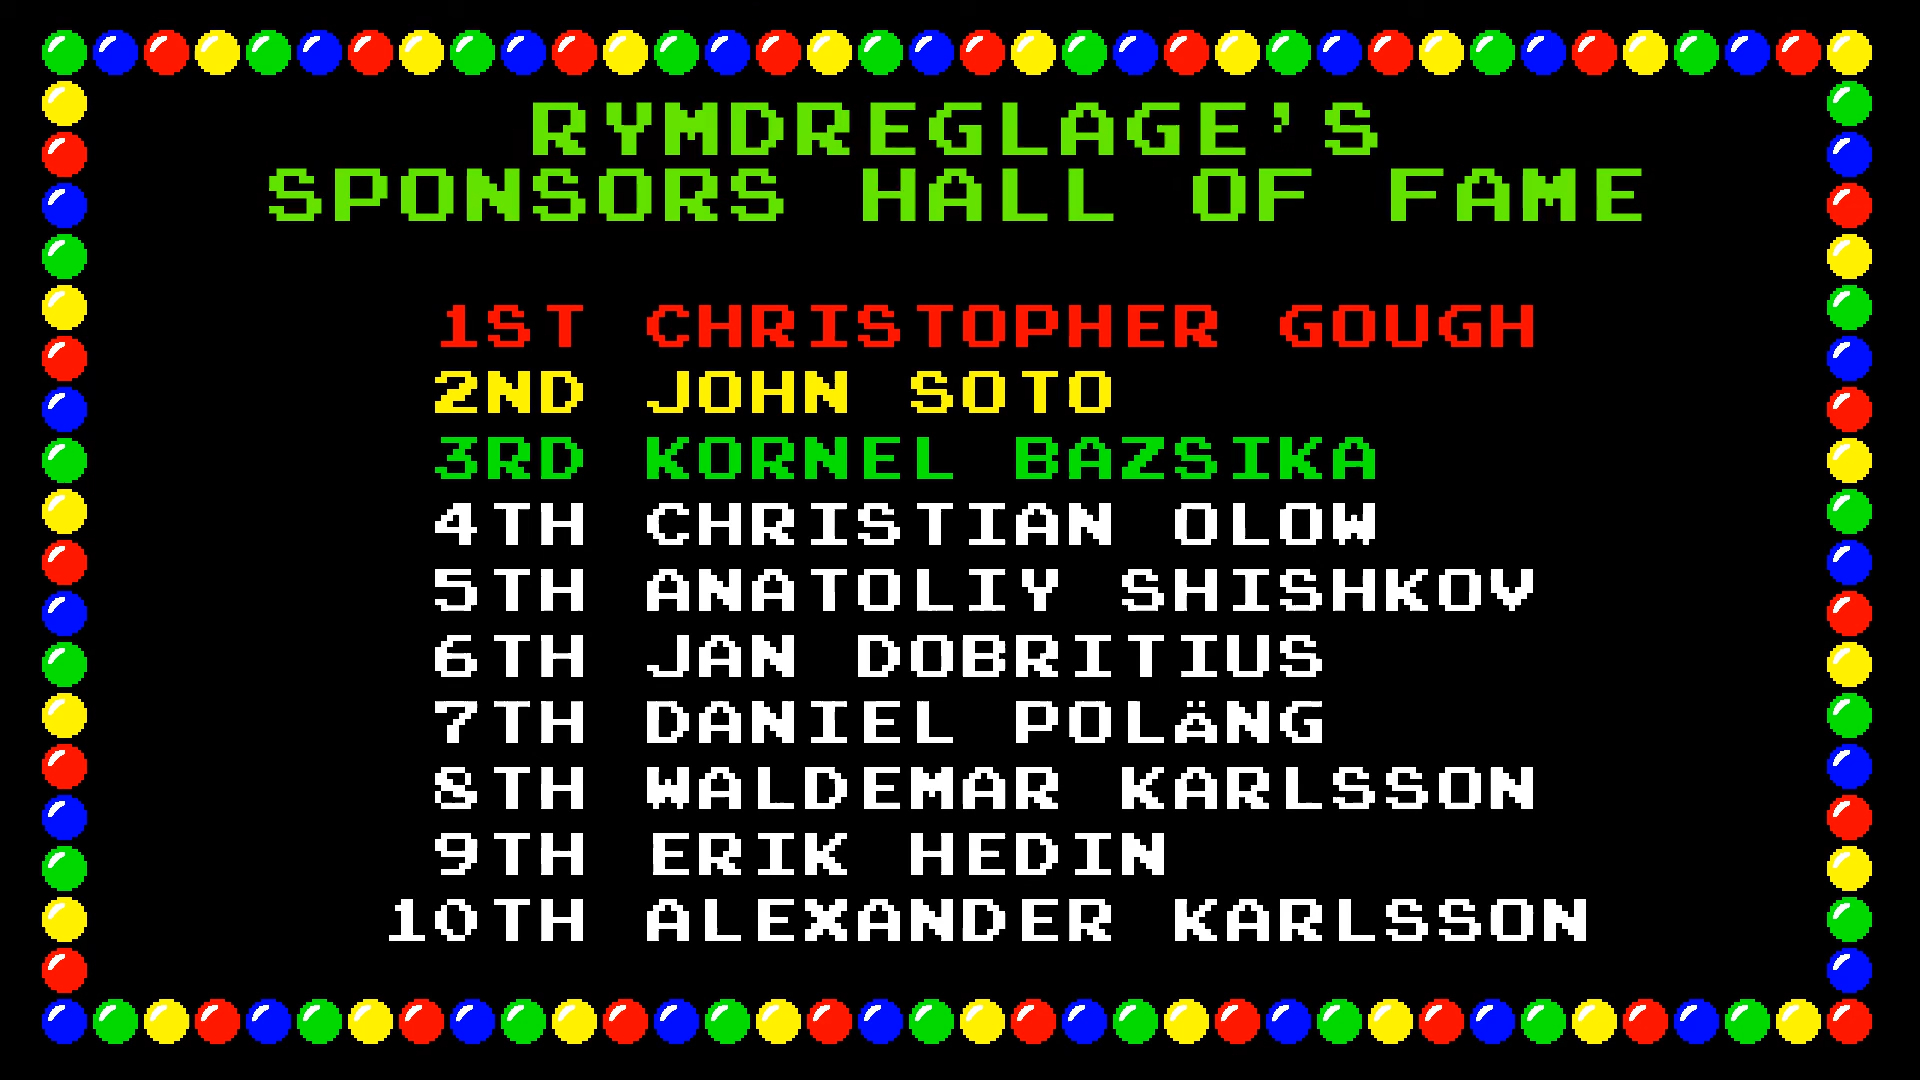 RYMDREGLAGE'S
SPONSORS HALL OF FAME
1ST CHRISTOPHER GOUGH
2ND JOHN SOTO
3RD KORNEL BAZSIKA
4TH CHRISTIAN OLOW
5TH ANATOLIY SHISHKOV
6TH JAN DOBRITIUS
7TH DANIEL POLÄNG
8TH WALDEMAR KARLSSON
9TH ERIK HEDIN
10TH ALEXANDER KARLSSON